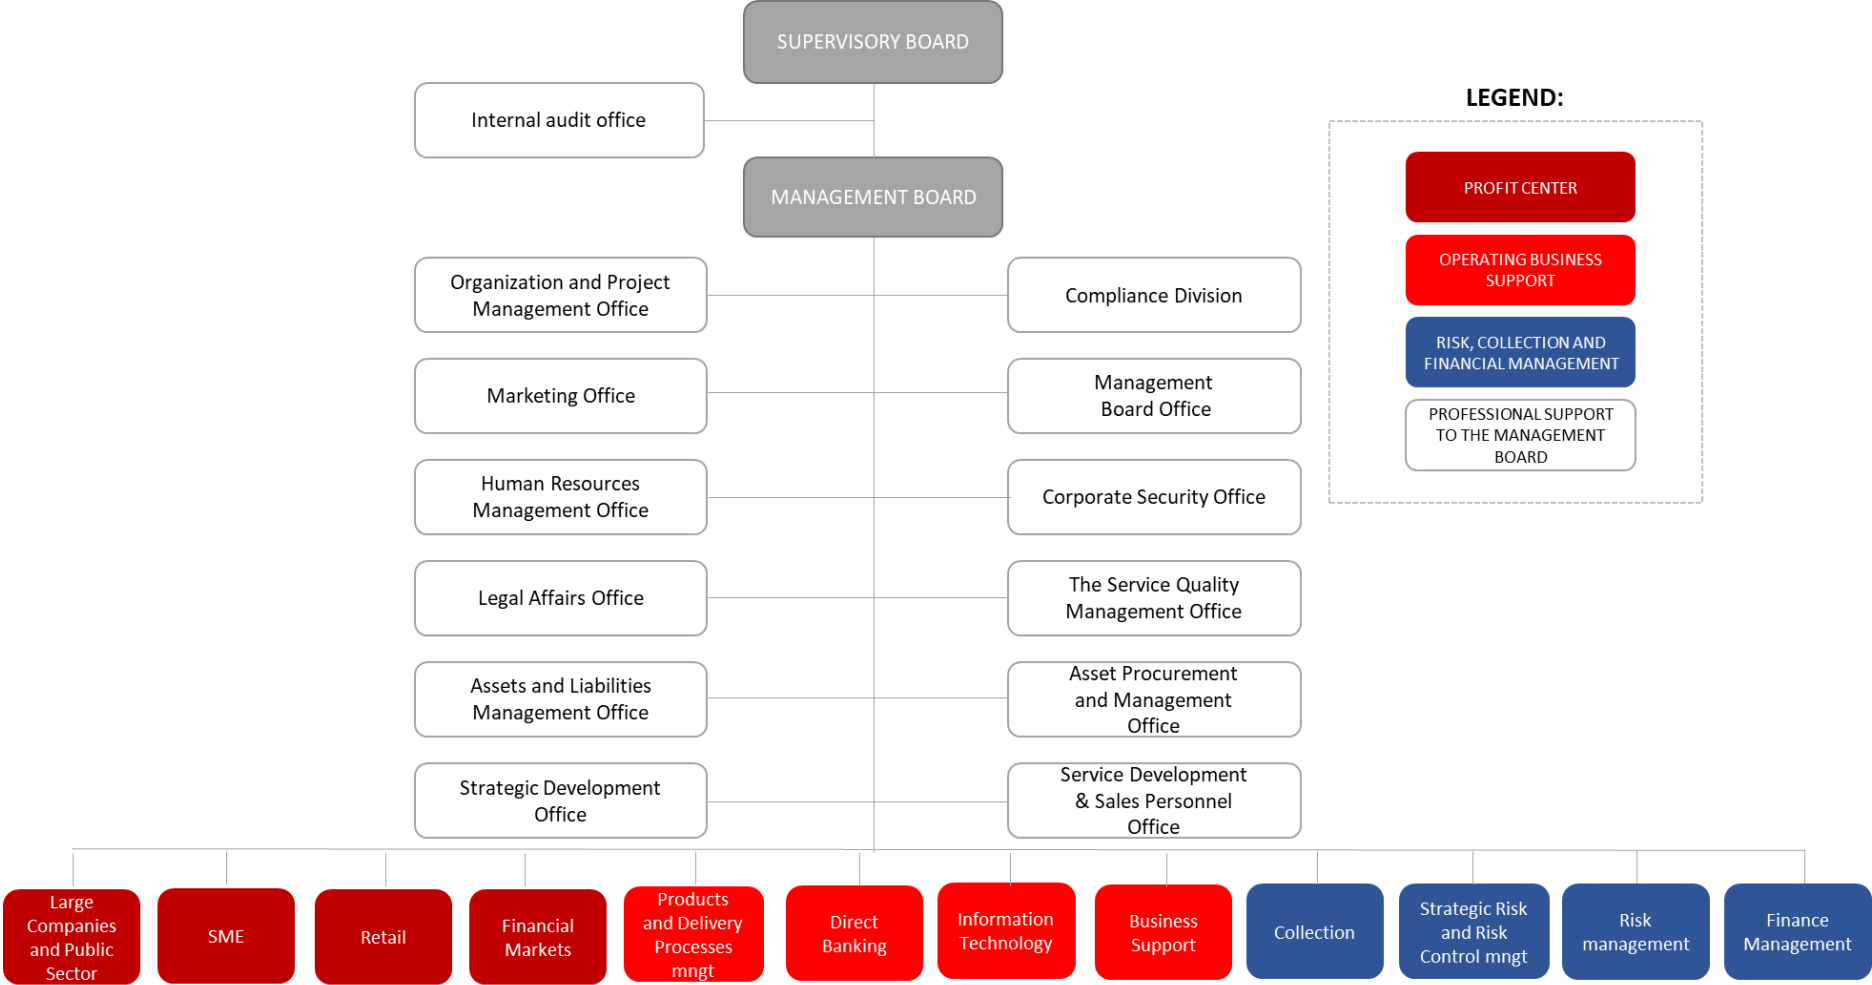 SUPERVISORY BOARD
Internal audit office
MANAGEMENT BOARD
LEGEND:
PROFIT CENTER
OPERATING BUSINESS
SUPPORT
RISK, COLLECTION AND
FINANCIAL MANAGEMENT
PROFESSIONAL SUPPORT
TO THE MANAGEMENT
BOARD
Organization and Project
Management Office
Compliance Division
Marketing Office
Management
Board Office
Human Resources
Management Office
Corporate Security Office
Legal Affairs Office
The Service Quality
Management Office
Assets and Liabilities
Management Office
Asset Procurement
and Management
Office
Strategic Development
Office
Service Development
& Sales Personnel
Office
Large
Companies
and Public
Sector
SME
Retail
Financial
Markets
Products
and Delivery
Processes
mngt
Direct
Banking
Information
Technology
Business
Support
Collection
Strategic Risk
and Risk
Control mngt
Risk
management
Finance
Management